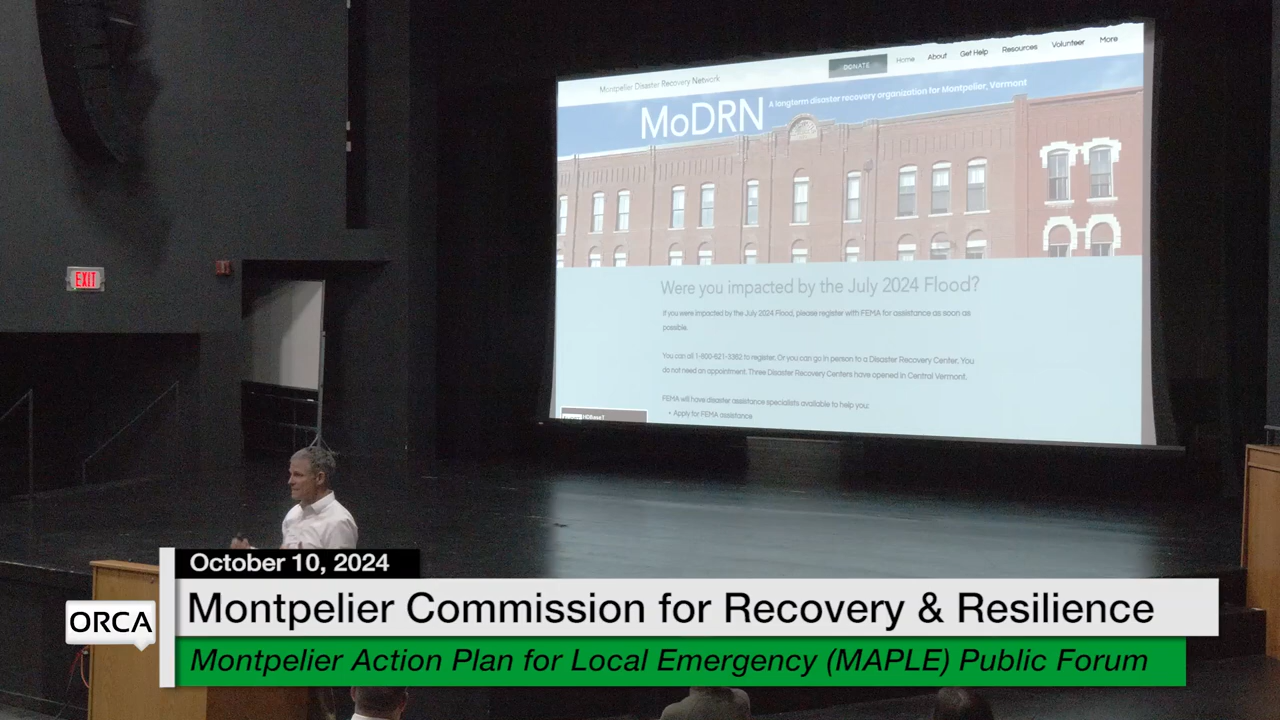 Montpelier Disaster Recovery Network
DONATE
Home
About
Get Help
Resources
Volunteer
More
MoDRN
A longterm disaster recovery organization for Montpelier, Vermont
EXIT
Were you impacted by the July 2024 Flood?
If you were impacted by the July 2024 Flood, please register with FEMA for assistance as soon as
possible.
You can all 1-800-621-3362 to register. Or you can go in person to a Disaster Recovery Center. You
do not need an appointment. Three Disaster Recovery Centers have opened in Central Vermont.
FEMA will have disaster assistance specialists available to help you:
• Apply for FEMA assistance
October 10, 2024
ORCA
Montpelier Commission for Recovery & Resilience
Montpelier Action Plan for Local Emergency (MAPLE) Public Forum